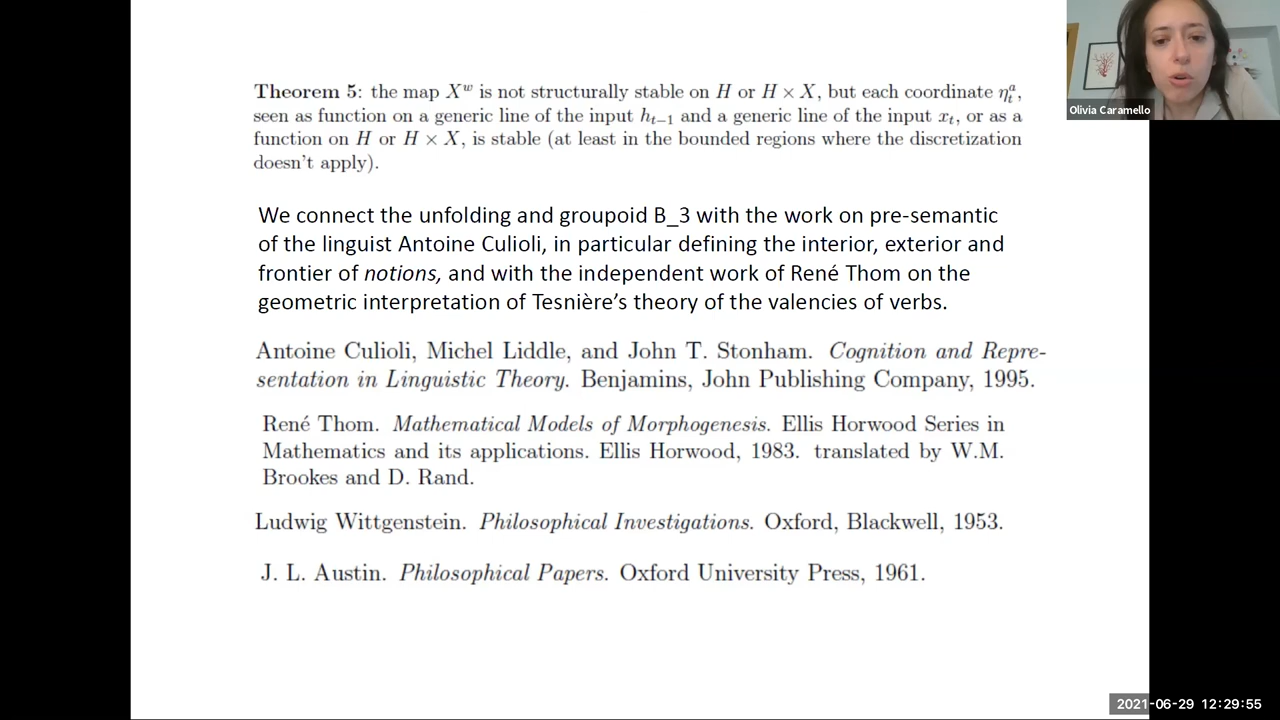 Theorem 5: the map X^w is not structurally stable on H or H × X, but each coordinate η_t^a,
seen as function on a generic line of the input h_{t−1} and a generic line of the input x_t, or as a
function on H or H × X, is stable (at least in the bounded regions where the discretization
doesn't apply).
We connect the unfolding and groupoid B_3 with the work on pre-semantic
of the linguist Antoine Culioli, in particular defining the interior, exterior and
frontier of notions, and with the independent work of René Thom on the
geometric interpretation of Tesnière’s theory of the valencies of verbs.
Antoine Culioli, Michel Liddle, and John T. Stonham. Cognition and Repre-
sentation in Linguistic Theory. Benjamins, John Publishing Company, 1995.
René Thom. Mathematical Models of Morphogenesis. Ellis Horwood Series in
Mathematics and its applications. Ellis Horwood, 1983. translated by W.M.
Brookes and D. Rand.
Ludwig Wittgenstein. Philosophical Investigations. Oxford, Blackwell, 1953.
J. L. Austin. Philosophical Papers. Oxford University Press, 1961.
Olivia Caramello
2021-06-29 12:29:55